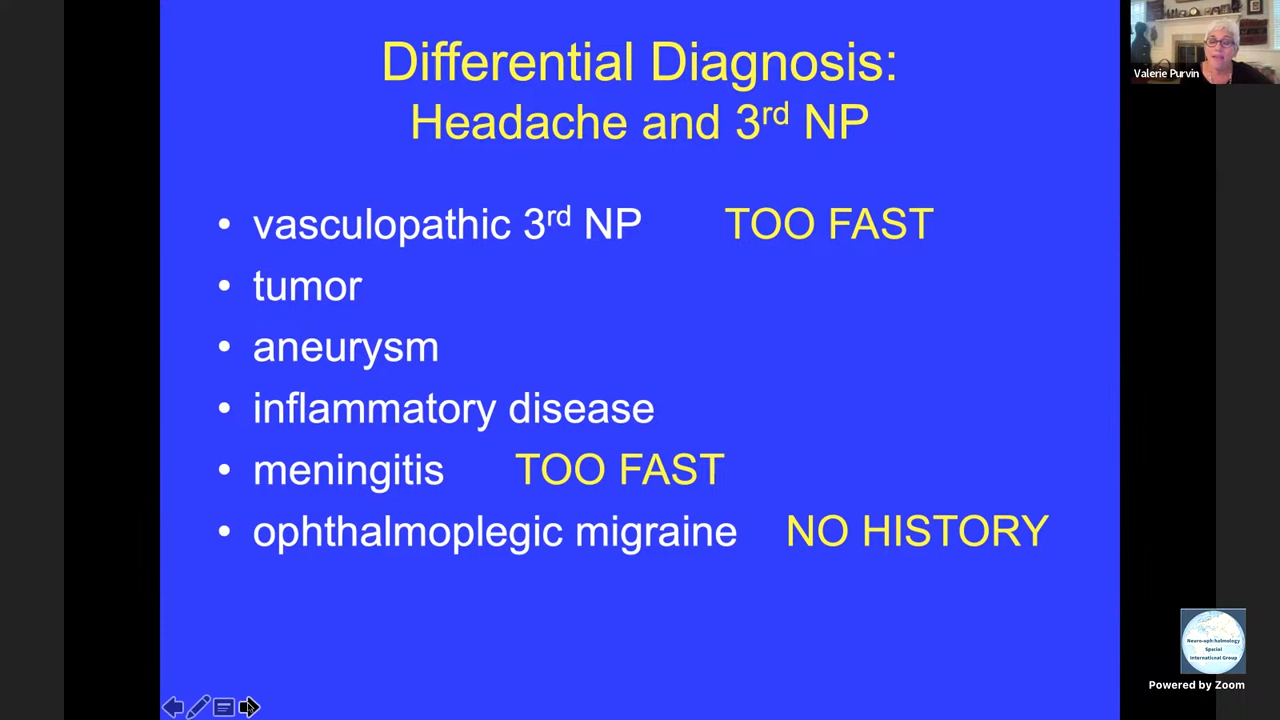 Differential Diagnosis:
Headache and 3rd NP
• vasculopathic 3rd NP TOO FAST
• tumor
• aneurysm
• inflammatory disease
• meningitis TOO FAST
• ophthalmoplegic migraine NO HISTORY
Valerie Purvin
Neuro-ophthalmology
Special
International Group
Powered by Zoom